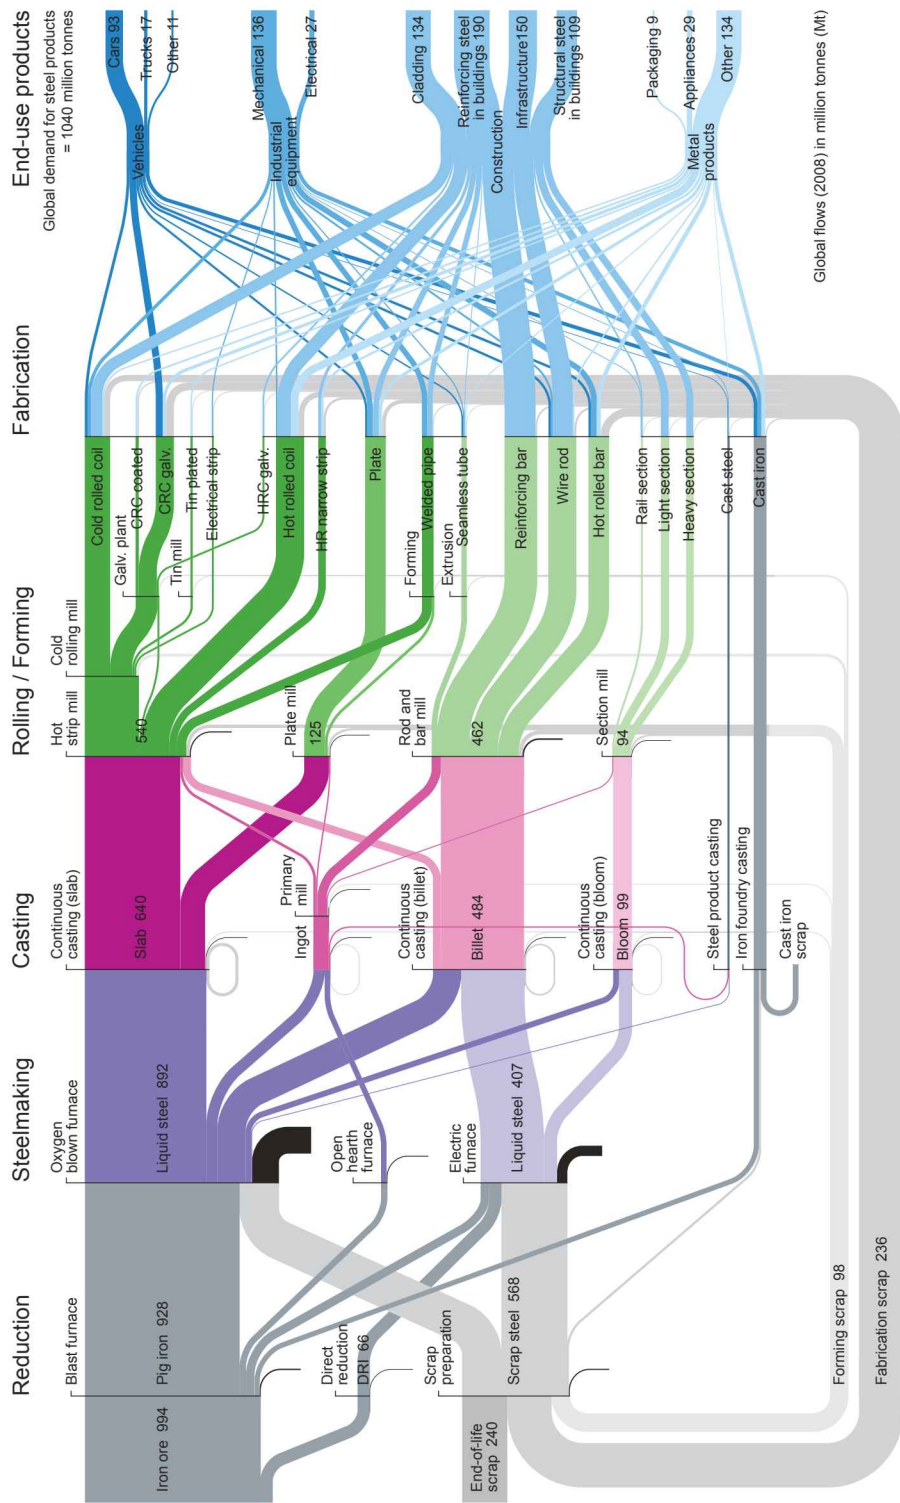 Reduction
Steelmaking
Casting
Rolling / Forming
Fabrication
End-use products
Global demand for steel products
= 1040 million tonnes
Iron ore 994
Blast furnace
Pig iron 928
Direct
reduction
DRI 66
Scrap
preparation
Scrap steel 568
End-of-life
scrap 240
Oxygen
blown furnace
Liquid steel 892
Open
hearth
furnace
Electric
furnace
Liquid steel 407
Continuous
casting (slab)
Slab 640
Primary
mill
Ingot
Continuous
casting (billet)
Billet 484
Continuous
casting (bloom)
Bloom 99
Steel product casting
Iron foundry casting
Cast iron
scrap
Hot
strip mill
540
Cold
rolling mill
Galv. plant
Tin mill
Plate mill
125
Forming
Extrusion
Rod and
bar mill
462
Section mill
94
Cold rolled coil
CRC coated
CRC galv.
Tin plated
Electrical strip
HRC galv.
Hot rolled coil
HR narrow strip
Plate
Welded pipe
Seamless tube
Reinforcing bar
Wire rod
Hot rolled bar
Rail section
Light section
Heavy section
Cast steel
Cast iron
Vehicles
Cars 93
Trucks 17
Other 11
Industrial
equipment
Mechanical 136
Electrical 27
Construction
Cladding 134
Reinforcing steel
in buildings 190
Infrastructure150
Structural steel
in buildings 109
Metal
products
Packaging 9
Appliances 29
Other 134
Forming scrap 98
Fabrication scrap 236
Global flows (2008) in million tonnes (Mt)